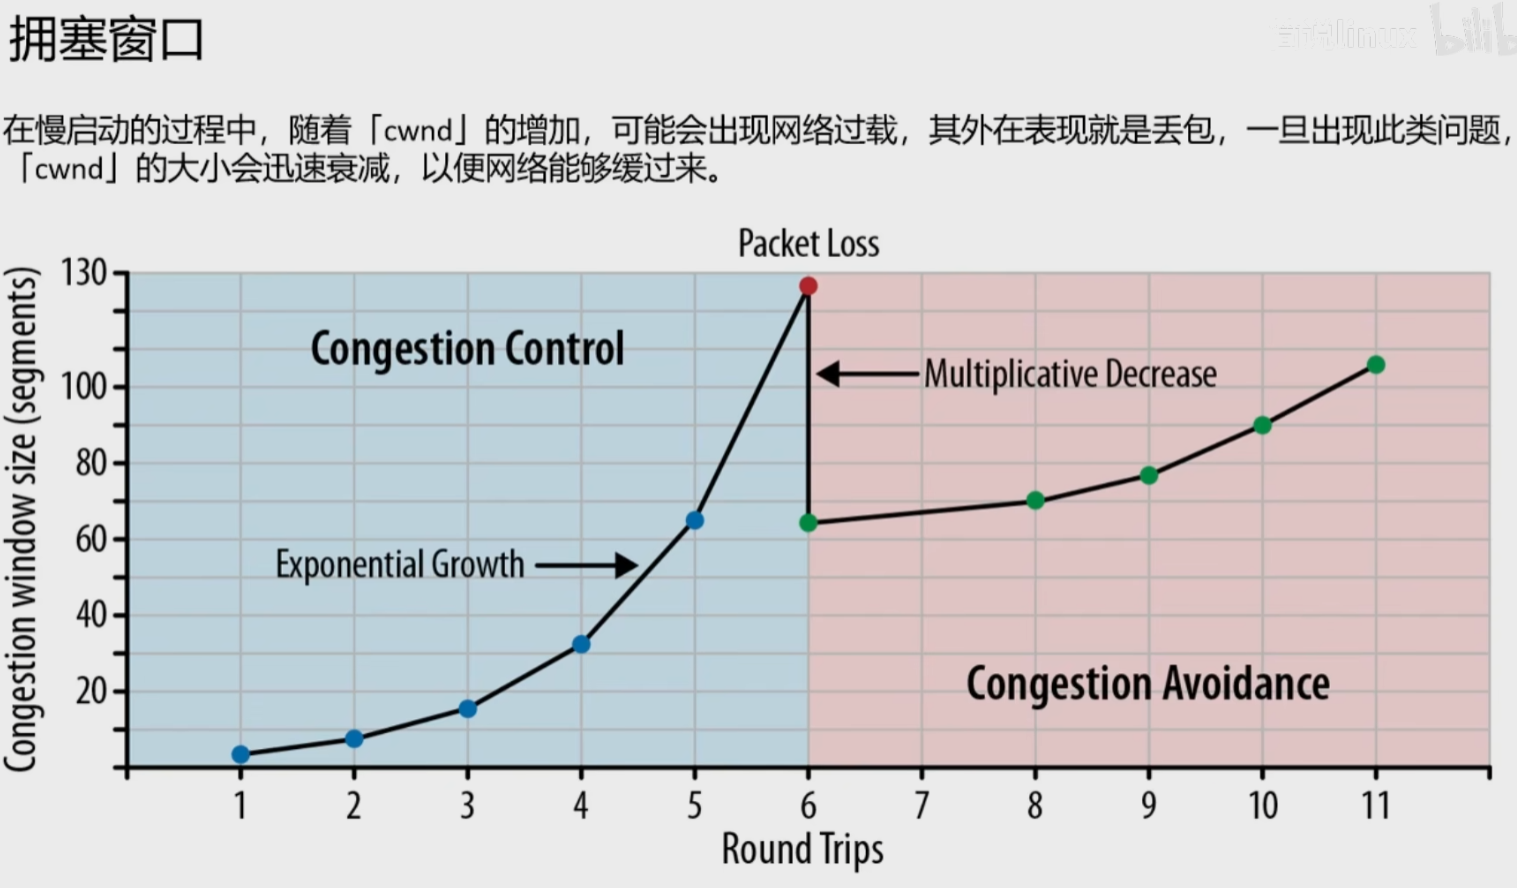 拥塞窗口
在慢启动的过程中，随着「cwnd」的增加，可能会出现网络过载，其外在表现就是丢包，一旦出现此类问题，
「cwnd」的大小会迅速衰减，以便网络能够缓过来。
Packet Loss
130
Congestion Control
Multiplicative Decrease
100
80
60
Exponential Growth
40
20
Congestion Avoidance
Congestion window size (segments)
1 2 3 4 5 6 7 8 9 10 11
Round Trips